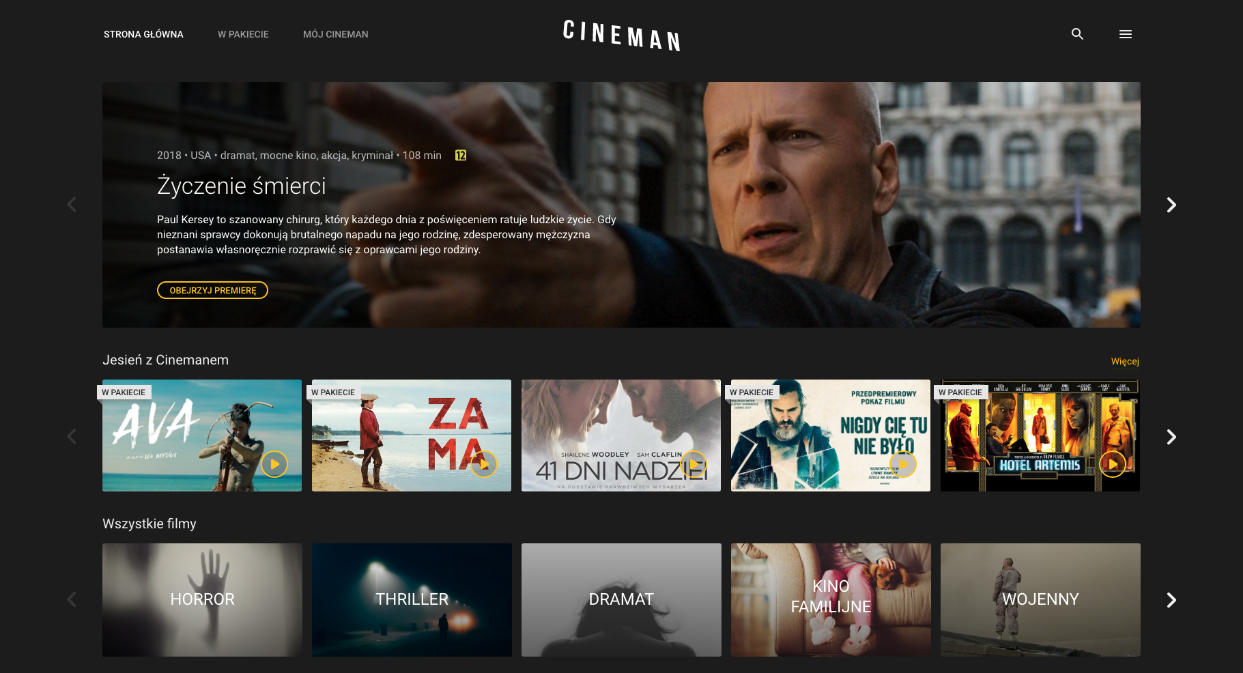 STRONA GŁÓWNA
W PAKIECIE
MÓJ CINEMAN
CINEMAN
2018 • USA • dramat, mocne kino, akcja, kryminał • 108 min 12
Życzenie śmierci
Paul Kersey to szanowany chirurg, który każdego dnia z poświęceniem ratuje ludzkie życie. Gdy
nieznani sprawcy dokonują brutalnego napadu na jego rodzinę, zdesperowany mężczyzna
postanawia własnoręcznie rozprawić się z oprawcami jego rodziny.
OBEJRZYJ PREMIERĘ
Jesień z Cinemanem
Więcej
W PAKIECIE
AVA
W PAKIECIE
ZA
MA
SHAILENE WOODLEY SAM CLAFLIN
41 DNI NADZIEI
NA PODSTAWIE PRAWDZIWYCH WYDARZEŃ
W PAKIECIE
PRZEDPREMIEROWY
POKAZ FILMU
NIGDY CIĘ TU
NIE BYŁO
W PAKIECIE
HOTEL ARTEMIS
Wszystkie filmy
HORROR
THRILLER
DRAMAT
KINO
FAMILIJNE
WOJENNY